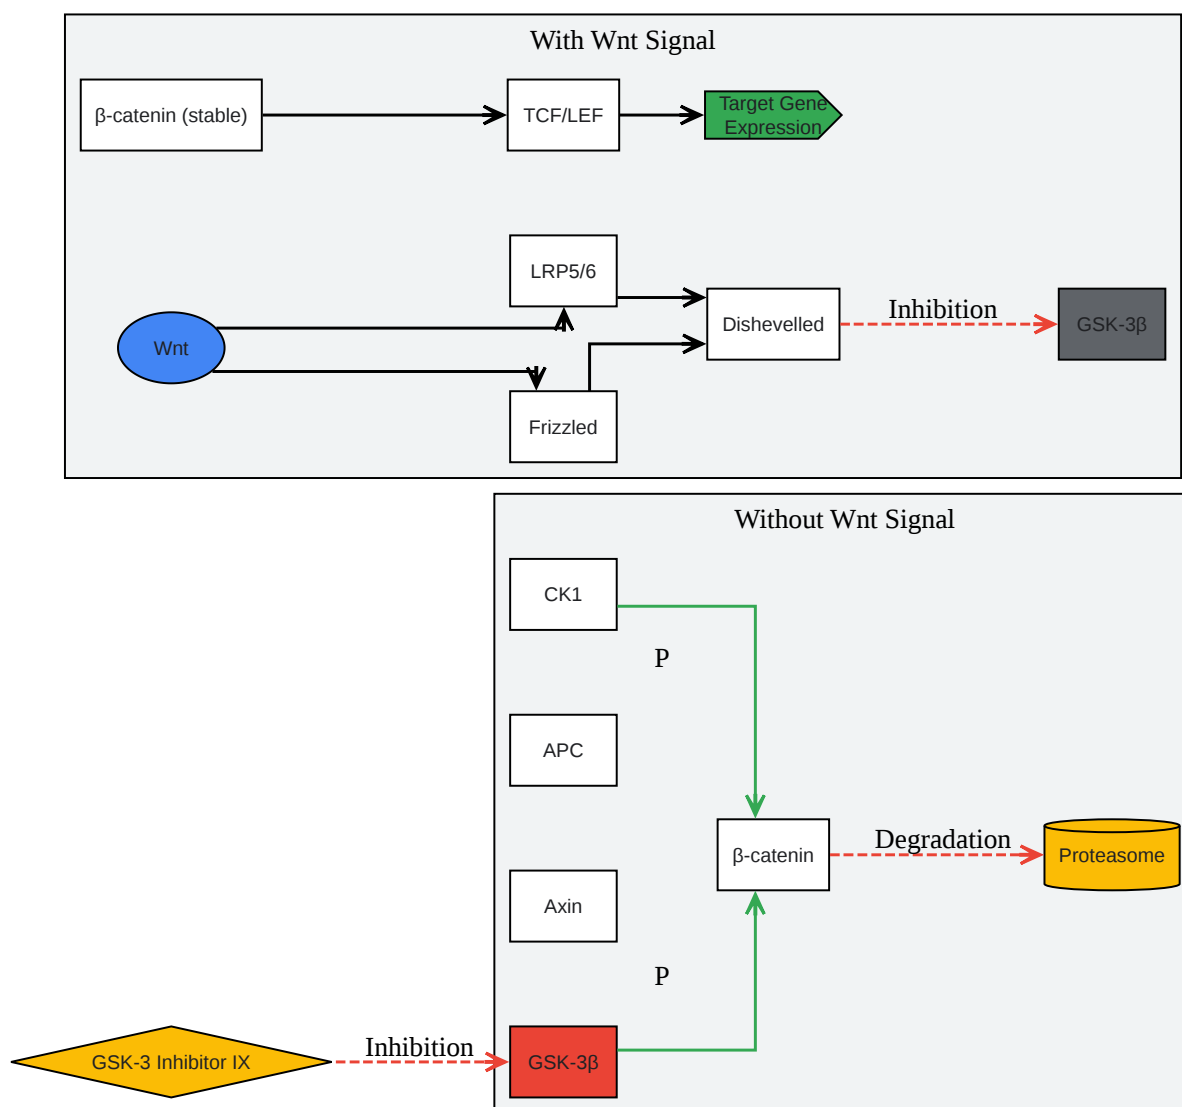 With Wnt Signal
β-catenin (stable)
TCF/LEF
Target Gene
Expression
LRP5/6
Wnt
Dishevelled
Inhibition
GSK-3β
Frizzled
Without Wnt Signal
CK1
P
APC
β-catenin
Degradation
Proteasome
Axin
P
GSK-3 Inhibitor IX
Inhibition
GSK-3β